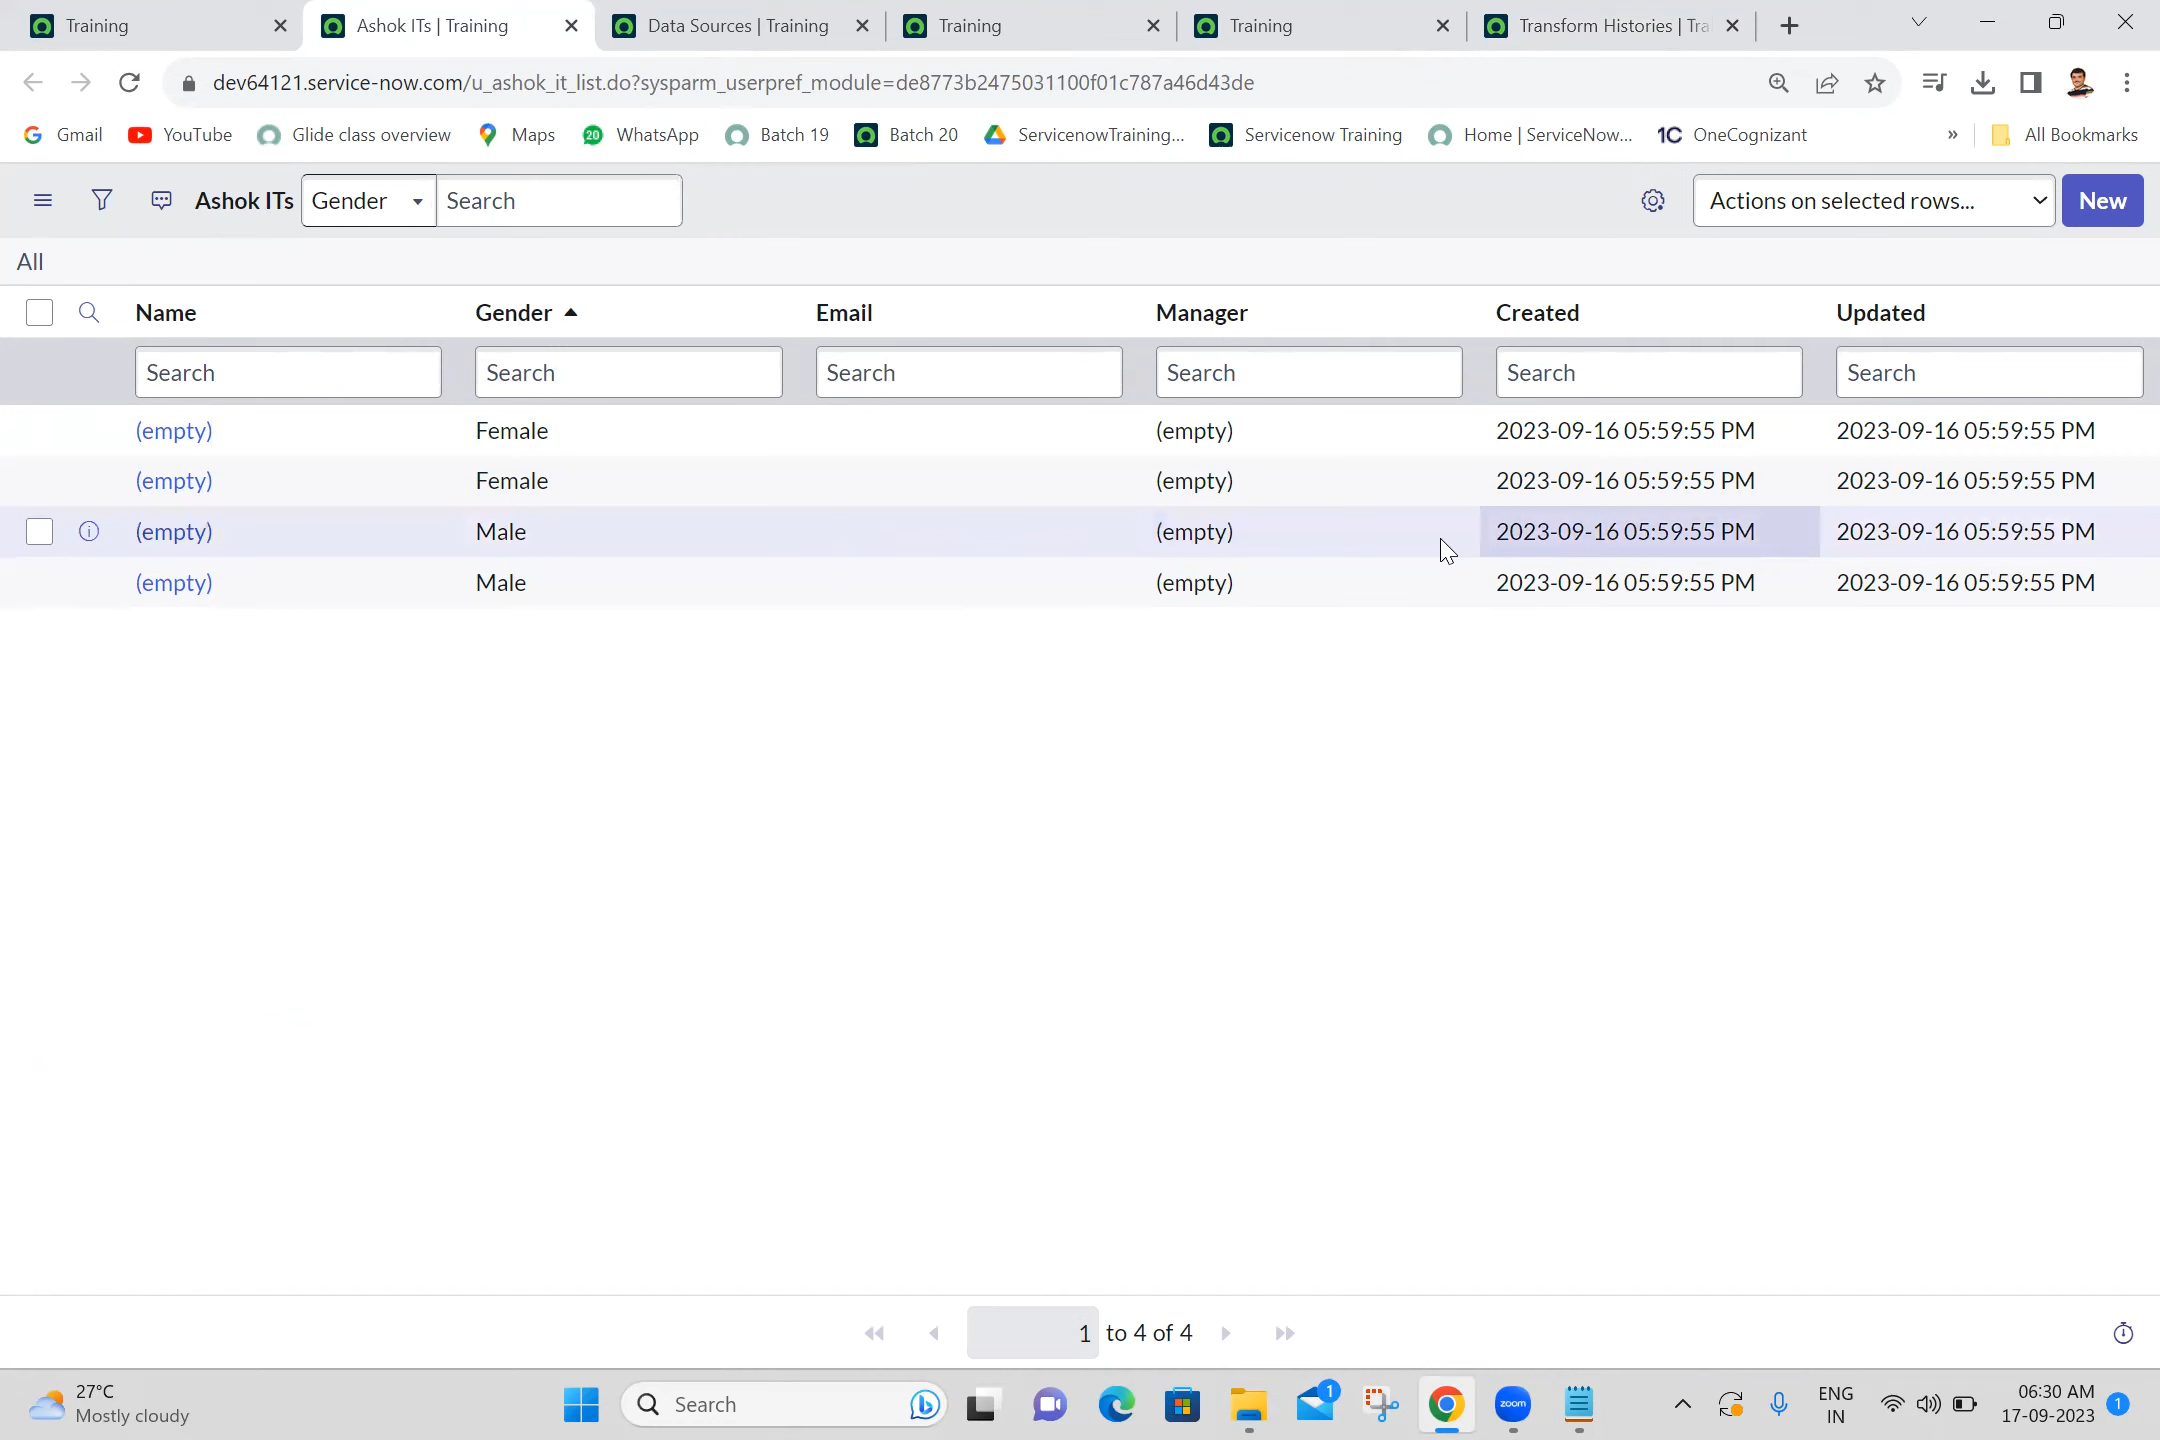 Training
Ashok ITs | Training
Data Sources | Training
Training
Training
Transform Histories | Tra
dev64121.service-now.com/u_ashok_it_list.do?sysparm_userpref_module=de8773b2475031100f01c787a46d43de
Gmail YouTube Glide class overview Maps 20 WhatsApp Batch 19 Batch 20 ServicenowTraining... Servicenow Training Home | ServiceNow... 1C OneCognizant » All Bookmarks
Ashok ITs Gender Search Actions on selected rows... New
All
Name Gender Email Manager Created Updated
Search Search Search Search Search Search
(empty) Female (empty) 2023-09-16 05:59:55 PM 2023-09-16 05:59:55 PM
(empty) Female (empty) 2023-09-16 05:59:55 PM 2023-09-16 05:59:55 PM
(empty) Male (empty) 2023-09-16 05:59:55 PM 2023-09-16 05:59:55 PM
(empty) Male (empty) 2023-09-16 05:59:55 PM 2023-09-16 05:59:55 PM
1 to 4 of 4
27°C
Mostly cloudy
Search
1
zoom
ENG
IN
06:30 AM
17-09-2023
1